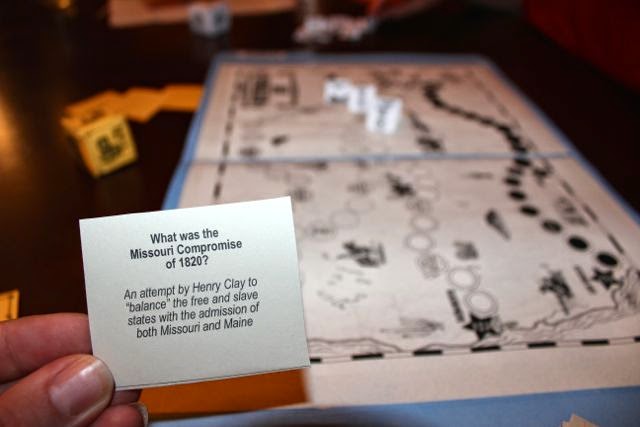 What was the
Missouri Compromise
of 1820?
An attempt by Henry Clay to
"balance" the free and slave
states with the admission of
both Missouri and Maine